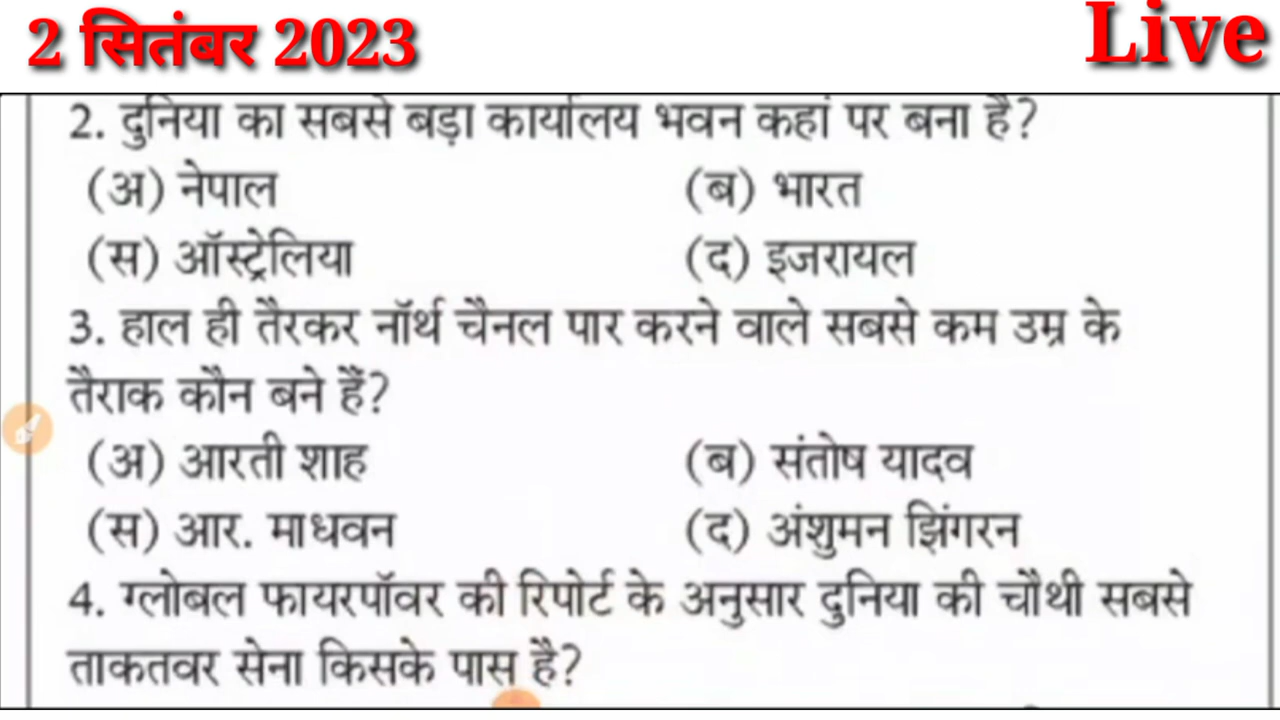 2 सितंबर 2023
Live
2. दुनिया का सबसे बड़ा कार्यालय भवन कहां पर बना है?
(अ) नेपाल (ब) भारत
(स) ऑस्ट्रेलिया (द) इजरायल
3. हाल ही तैरकर नॉर्थ चैनल पार करने वाले सबसे कम उम्र के
तैराक कौन बने हैं?
(अ) आरती शाह (ब) संतोष यादव
(स) आर. माधवन (द) अंशुमन झिंगरन
4. ग्लोबल फायरपॉवर की रिपोर्ट के अनुसार दुनिया की चौथी सबसे
ताकतवर सेना किसके पास है?